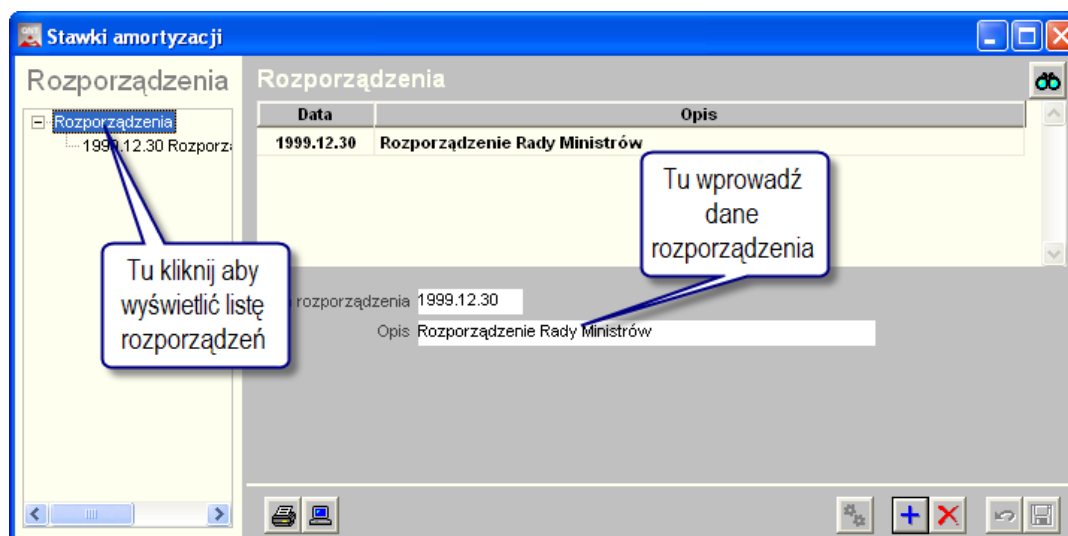 Stawki amortyzacji
Rozporządzenia
Rozporządzenia
Rozporządzenia
1999.12.30 Rozporz
Data Opis
1999.12.30 Rozporządzenie Rady Ministrów
Tu wprowadź
dane
rozporządzenia
Tu kliknij aby
wyświetlić listę
rozporządzeń
rozporządzenia 1999.12.30
Opis Rozporządzenie Rady Ministrów